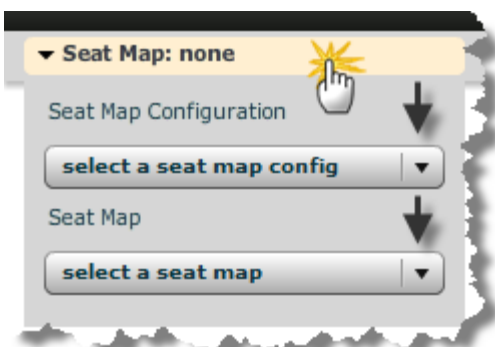 Seat Map: none
Seat Map Configuration
select a seat map config
Seat Map
select a seat map